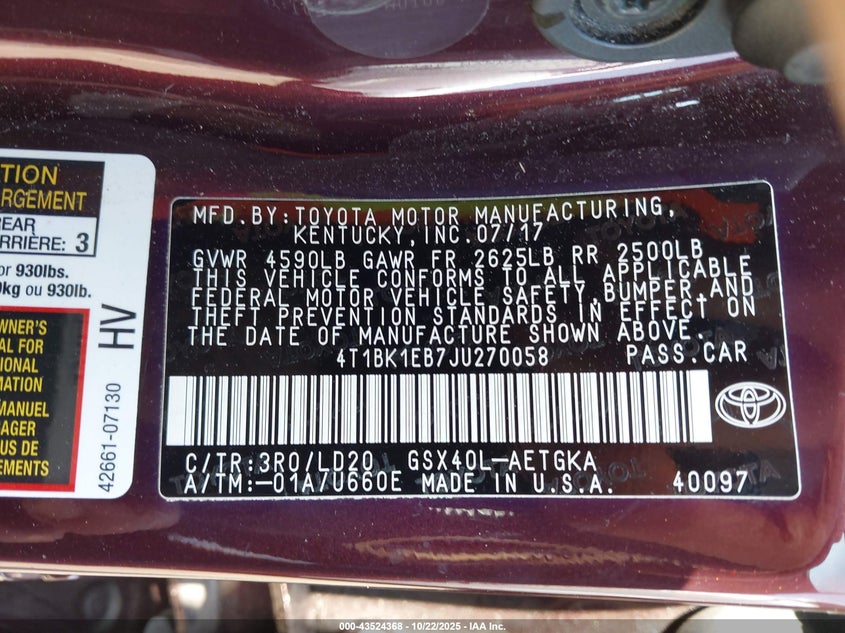 TION
RGEMENT
REAR
ARRIÈRE: 3
or 930lbs.
kg ou 930lb.
WNER'S
AL FOR
TIONAL
MATION
MANUEL
US DE
EMENTS
HV
42661-07130
MFD.BY:TOYOTA MOTOR MANUFACTURING,
KENTUCKY,INC.07/17
GVWR 4590LB GAWR FR 2625LB RR 2500LB
THIS VEHICLE CONFORMS TO ALL APPLICABLE
FEDERAL MOTOR VEHICLE SAFETY,BUMPER,AND
THEFT PREVENTION STANDARDS IN EFFECT ON
THE DATE OF MANUFACTURE SHOWN ABOVE.
4T1BK1EB7JU270058 PASS.CAR
C/TR:3R0/LD20 GSX40L-AETGKA
A/TM:-01A/U660E MADE IN U.S.A. 40097
000-43524368 - 10/22/2025 - IAA Inc.